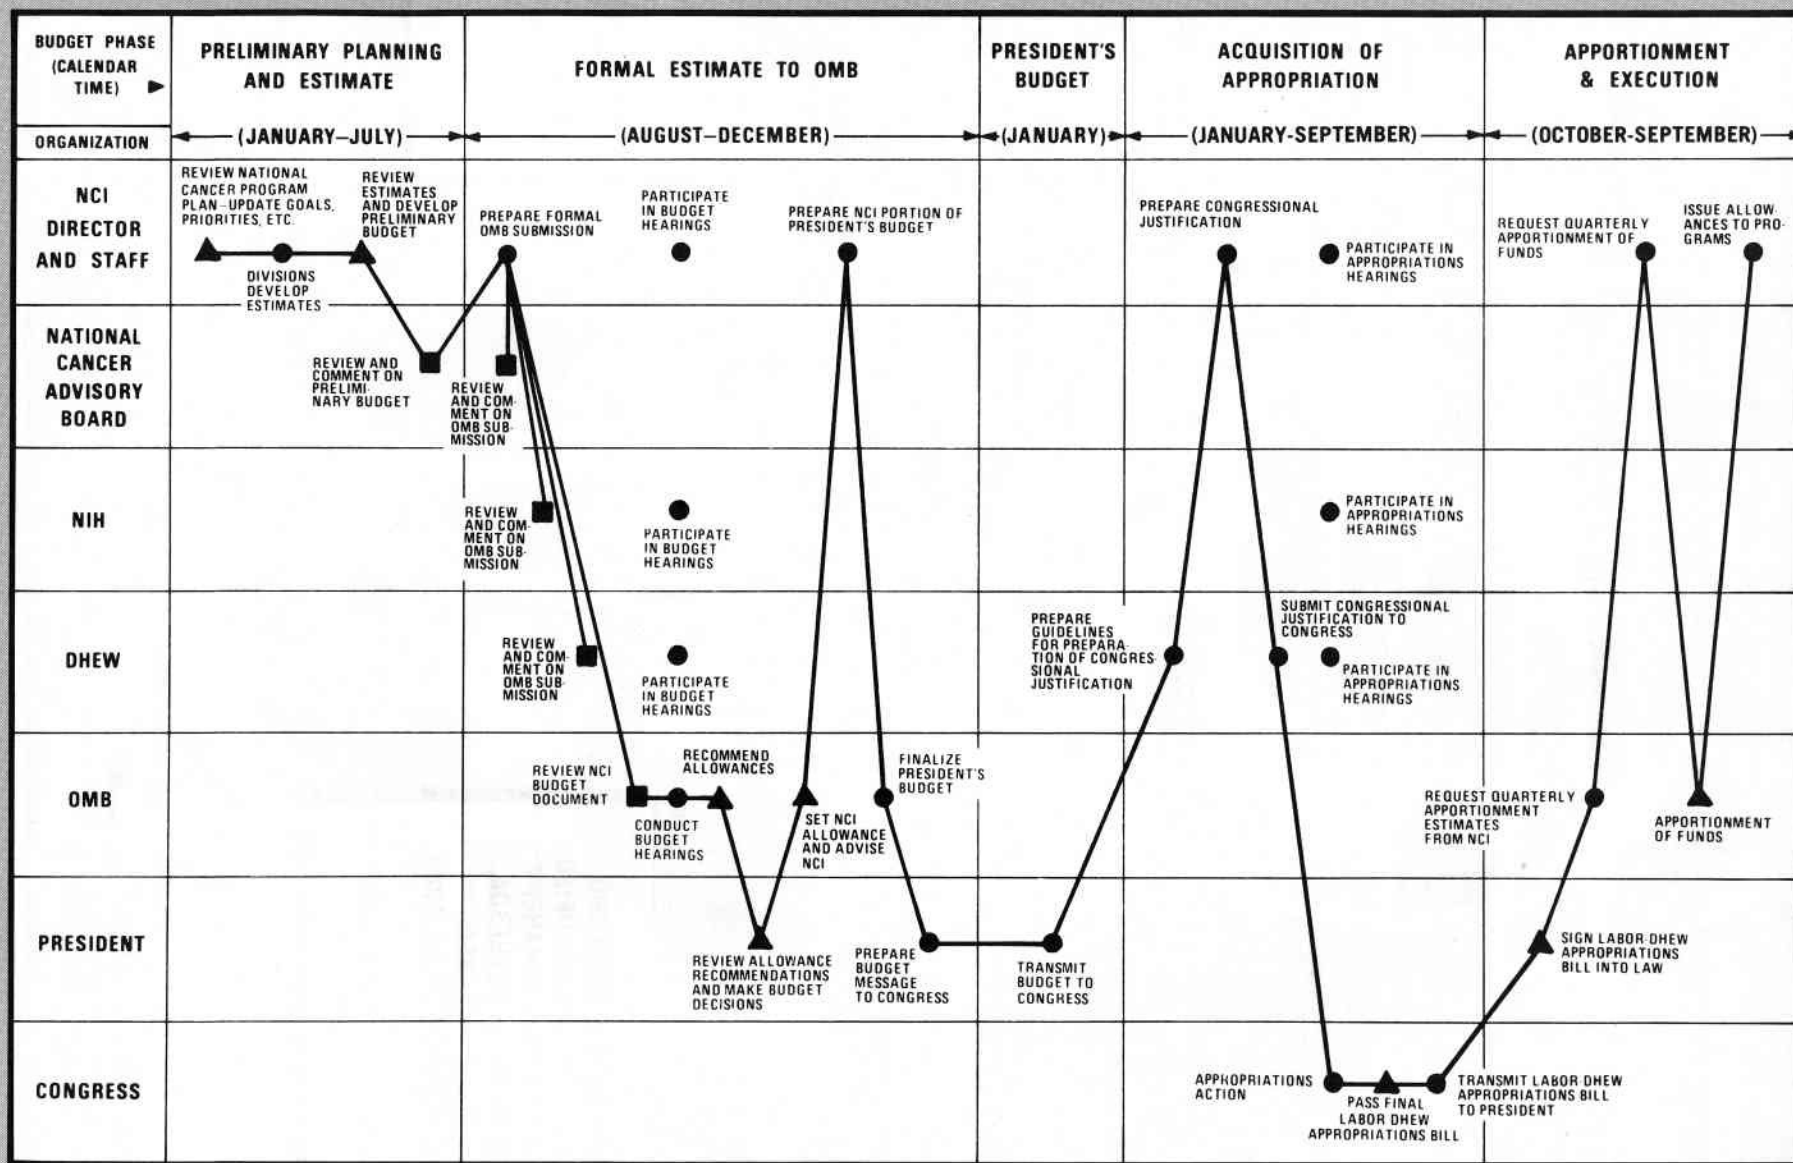 BUDGET PHASE
(CALENDAR
TIME)
PRELIMINARY PLANNING
AND ESTIMATE
FORMAL ESTIMATE TO OMB
PRESIDENT'S
BUDGET
ACQUISITION OF
APPROPRIATION
APPORTIONMENT
& EXECUTION
ORGANIZATION
(JANUARY–JULY)
(AUGUST–DECEMBER)
(JANUARY)
(JANUARY-SEPTEMBER)
(OCTOBER-SEPTEMBER)
NCI
DIRECTOR
AND STAFF
REVIEW NATIONAL
CANCER PROGRAM
PLAN–UPDATE GOALS,
PRIORITIES, ETC.
DIVISIONS
DEVELOP
ESTIMATES
REVIEW
ESTIMATES
AND DEVELOP
PRELIMINARY
BUDGET
PREPARE FORMAL
OMB SUBMISSION
PARTICIPATE
IN BUDGET
HEARINGS
PREPARE NCI PORTION OF
PRESIDENT'S BUDGET
PREPARE CONGRESSIONAL
JUSTIFICATION
PARTICIPATE IN
APPROPRIATIONS
HEARINGS
REQUEST QUARTERLY
APPORTIONMENT OF
FUNDS
ISSUE ALLOW-
ANCES TO PRO-
GRAMS
NATIONAL
CANCER
ADVISORY
BOARD
REVIEW AND
COMMENT ON
PRELIMI-
NARY BUDGET
REVIEW
AND COM-
MENT ON
OMB SUB-
MISSION
NIH
REVIEW
AND COM-
MENT ON
OMB SUB-
MISSION
PARTICIPATE
IN BUDGET
HEARINGS
PARTICIPATE IN
APPROPRIATIONS
HEARINGS
DHEW
REVIEW
AND COM-
MENT ON
OMB SUB-
MISSION
PARTICIPATE
IN BUDGET
HEARINGS
PREPARE
GUIDELINES
FOR PREPARA-
TION OF CONGRES-
SIONAL
JUSTIFICATION
SUBMIT CONGRESSIONAL
JUSTIFICATION TO
CONGRESS
PARTICIPATE IN
APPROPRIATIONS
HEARINGS
OMB
REVIEW NCI
BUDGET
DOCUMENT
CONDUCT
BUDGET
HEARINGS
RECOMMEND
ALLOWANCES
SET NCI
ALLOWANCE
AND ADVISE
NCI
FINALIZE
PRESIDENT'S
BUDGET
REQUEST QUARTERLY
APPORTIONMENT
ESTIMATES
FROM NCI
APPORTIONMENT
OF FUNDS
PRESIDENT
REVIEW ALLOWANCE
RECOMMENDATIONS
AND MAKE BUDGET
DECISIONS
PREPARE
BUDGET
MESSAGE
TO CONGRESS
TRANSMIT
BUDGET TO
CONGRESS
SIGN LABOR-DHEW
APPROPRIATIONS
BILL INTO LAW
CONGRESS
APPROPRIATIONS
ACTION
PASS FINAL
LABOR DHEW
APPROPRIATIONS BILL
TRANSMIT LABOR-DHEW
APPROPRIATIONS BILL
TO PRESIDENT